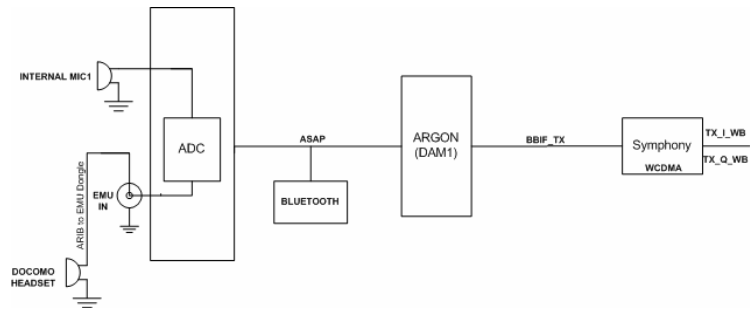 INTERNAL MIC1
ADC
ASAP
ARGON
(DAM1)
BBIF_TX
Symphony
WCDMA
TX_I_WB
TX_Q_WB
BLUETOOTH
EMU
IN
ARIB to EMU Dongle
DOCOMO
HEADSET